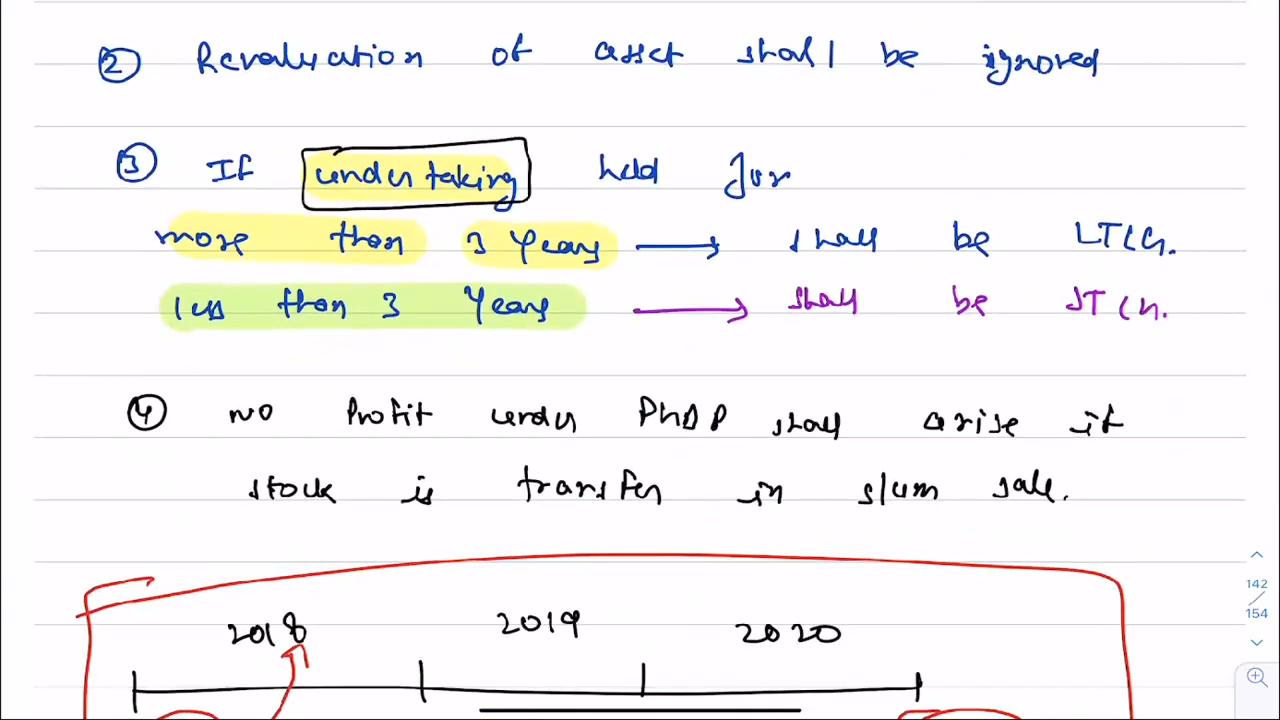 ② Revaluation of asset shall be ignored
③ If undertaking held for
more than 3 years → shall be LTCG.
less than 3 years → shall be STCG.
④ no Profit under PGBP shall arise if
stock is transfer in slum sale.
2018 2019 2020
142
154